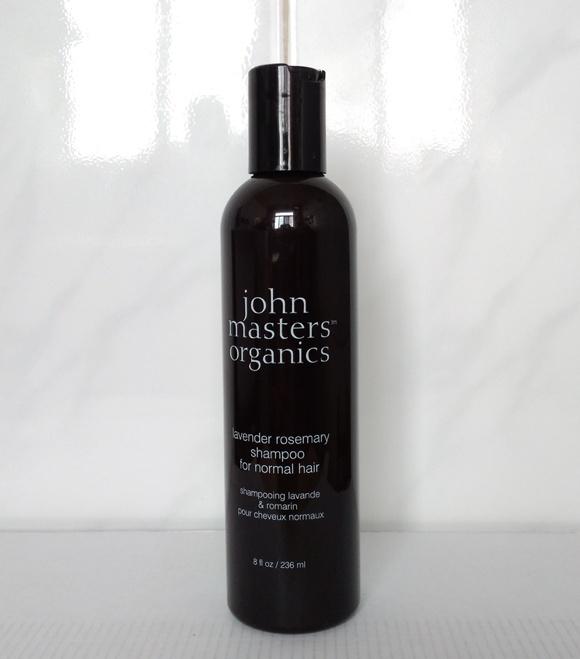 john
masters™
organics
lavender rosemary
shampoo
for normal hair
shampooing lavande
& romarin
pour cheveux normaux
8 fl oz / 236 ml